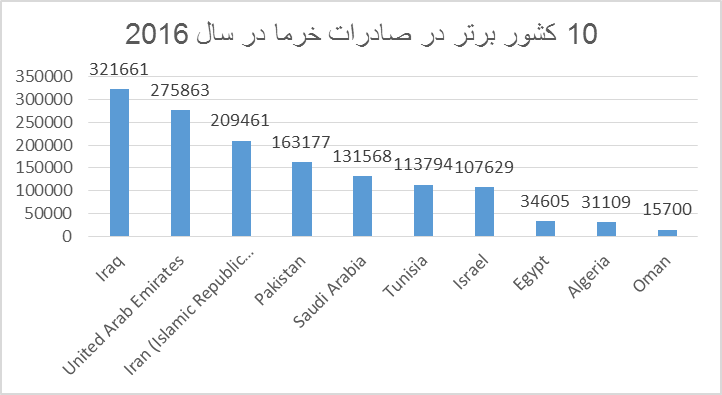 10 کشور برتر در صادرات خرما در سال 2016
350000
300000
250000
200000
150000
100000
50000
0
321661
275863
209461
163177
131568
113794
107629
34605
31109
15700
Iraq
United Arab Emirates
Iran (Islamic Republic...
Pakistan
Saudi Arabia
Tunisia
Israel
Egypt
Algeria
Oman